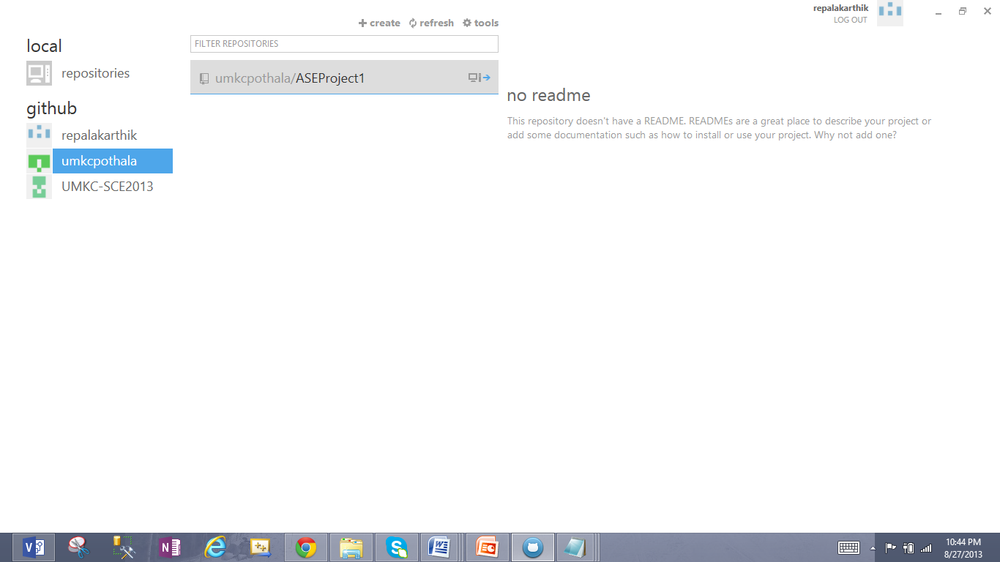 repalakarthik
LOG OUT
create refresh tools
local
FILTER REPOSITORIES
repositories
umkcpothala/ASEProject1
github
repalakarthik
umkcpothala
UMKC-SCE2013
no readme
This repository doesn't have a README. READMEs are a great place to describe your project or
add some documentation such as how to install or use your project. Why not add one?
10:44 PM
8/27/2013